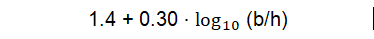 1.4 + 0.30 · log₁₀ (b/h)